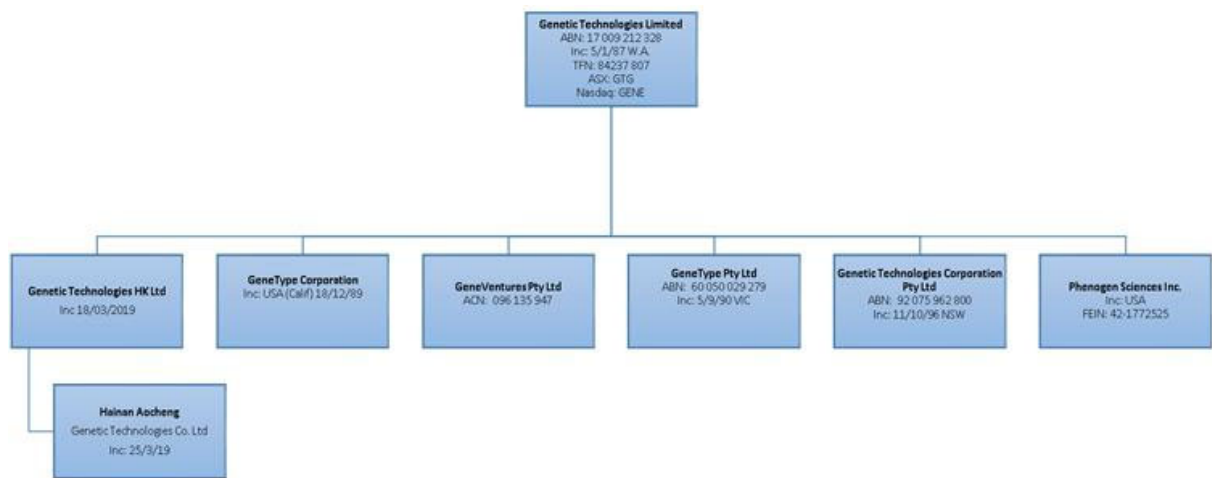 Genetic Technologies Limited
ABN: 17 009 212 328
Inc: 5/1/87 W.A.
TFN: 84237 807
ASX: GTG
Nasdaq: GENE
Genetic Technologies HK Ltd
Inc 18/03/2019
GeneType Corporation
Inc: USA (Calif) 18/12/89
GeneVentures Pty Ltd
ACN: 096 135 947
GeneType Pty Ltd
ABN: 60 050 029 279
Inc: 5/9/90 VIC
Genetic Technologies Corporation
Pty Ltd
ABN: 92 075 962 800
Inc: 11/10/96 NSW
Phenogen Sciences Inc.
Inc: USA
FEIN: 42-1772525
Hainan Aocheng
Genetic Technologies Co. Ltd
Inc: 25/3/19